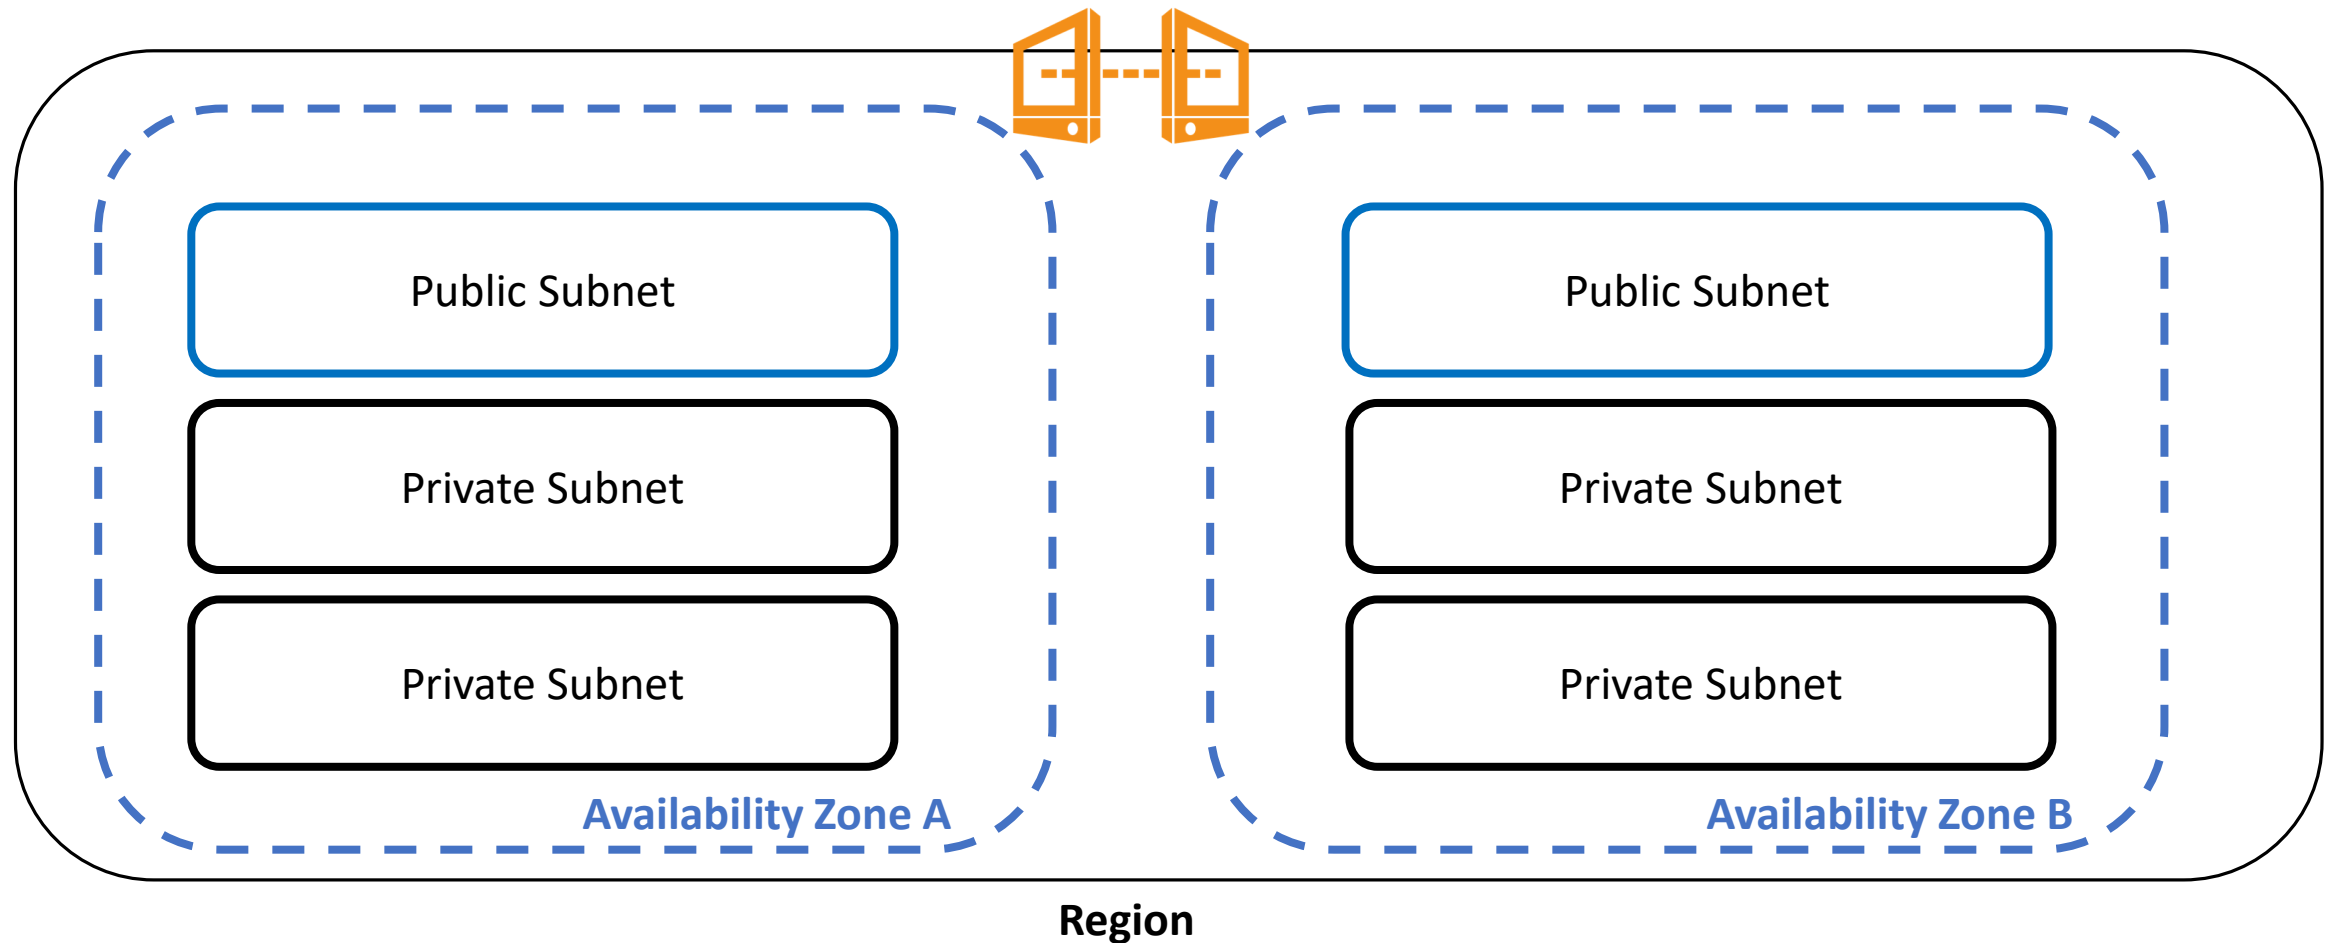 Public Subnet
Private Subnet
Private Subnet
Availability Zone A
Public Subnet
Private Subnet
Private Subnet
Availability Zone B
Region